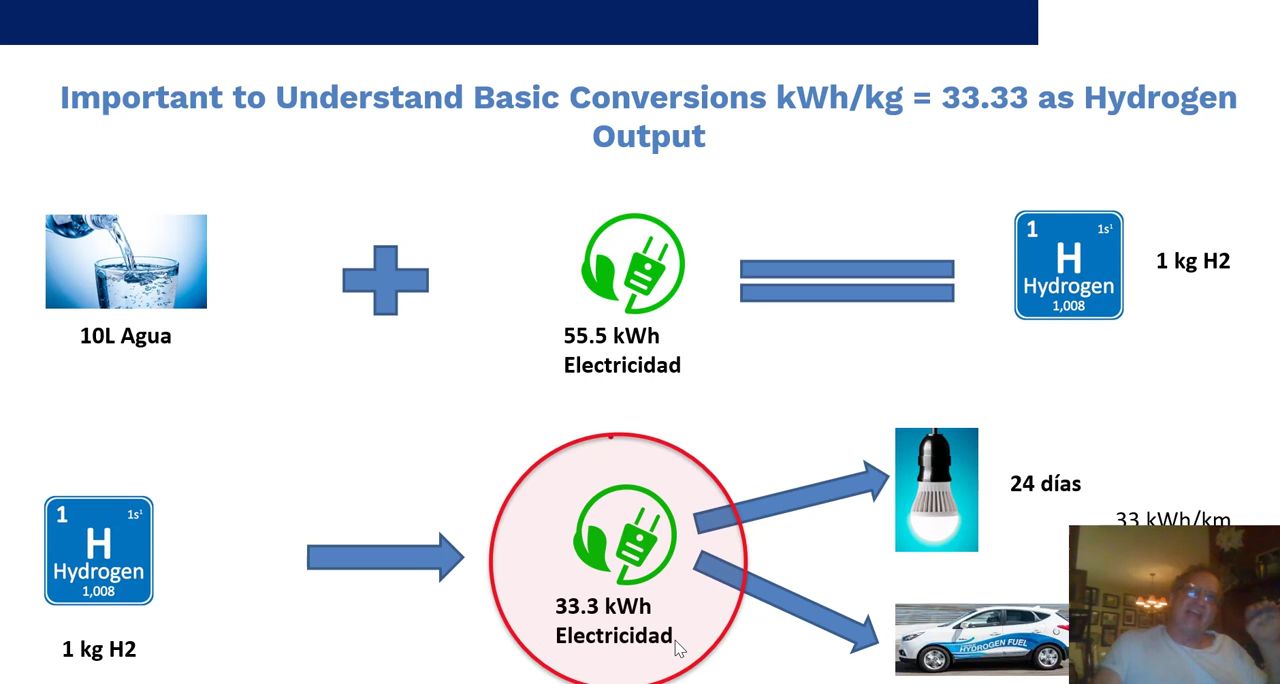 Important to Understand Basic Conversions kWh/kg = 33.33 as Hydrogen
Output
1 1s¹
H
Hydrogen
1,008
1 kg H2
10L Agua
55.5 kWh
Electricidad
24 días
33 kWh/km
1 1s¹
H
Hydrogen
1,008
1 kg H2
33.3 kWh
Electricidad
HYDROGEN FUEL